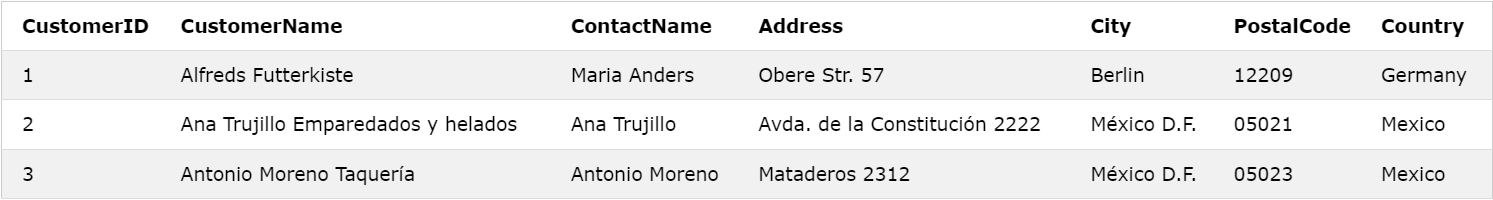 CustomerID CustomerName ContactName Address City PostalCode Country
1 Alfreds Futterkiste Maria Anders Obere Str. 57 Berlin 12209 Germany
2 Ana Trujillo Emparedados y helados Ana Trujillo Avda. de la Constitución 2222 México D.F. 05021 Mexico
3 Antonio Moreno Taquería Antonio Moreno Mataderos 2312 México D.F. 05023 Mexico